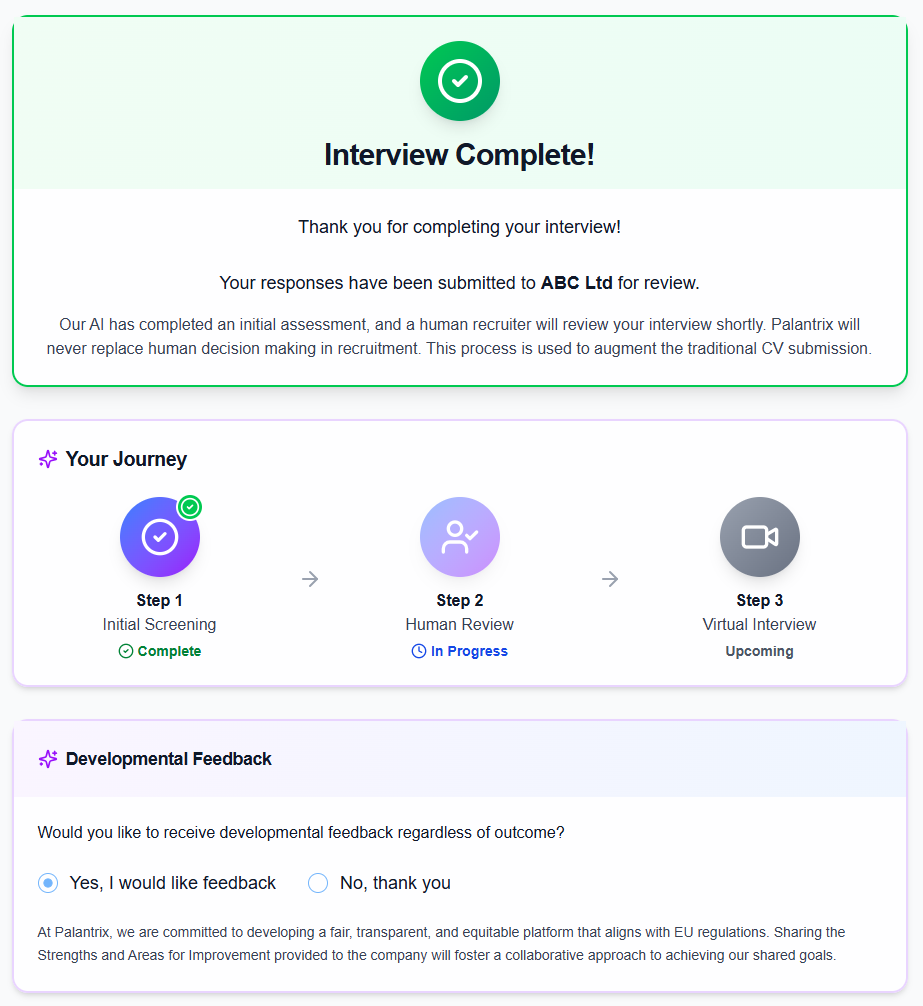 Interview Complete!
Thank you for completing your interview!
Your responses have been submitted to ABC Ltd for review.
Our AI has completed an initial assessment, and a human recruiter will review your interview shortly. Palantrix will
never replace human decision making in recruitment. This process is used to augment the traditional CV submission.
Your Journey
Step 1
Initial Screening
Complete
Step 2
Human Review
In Progress
Step 3
Virtual Interview
Upcoming
Developmental Feedback
Would you like to receive developmental feedback regardless of outcome?
Yes, I would like feedback
No, thank you
At Palantrix, we are committed to developing a fair, transparent, and equitable platform that aligns with EU regulations. Sharing the
Strengths and Areas for Improvement provided to the company will foster a collaborative approach to achieving our shared goals.